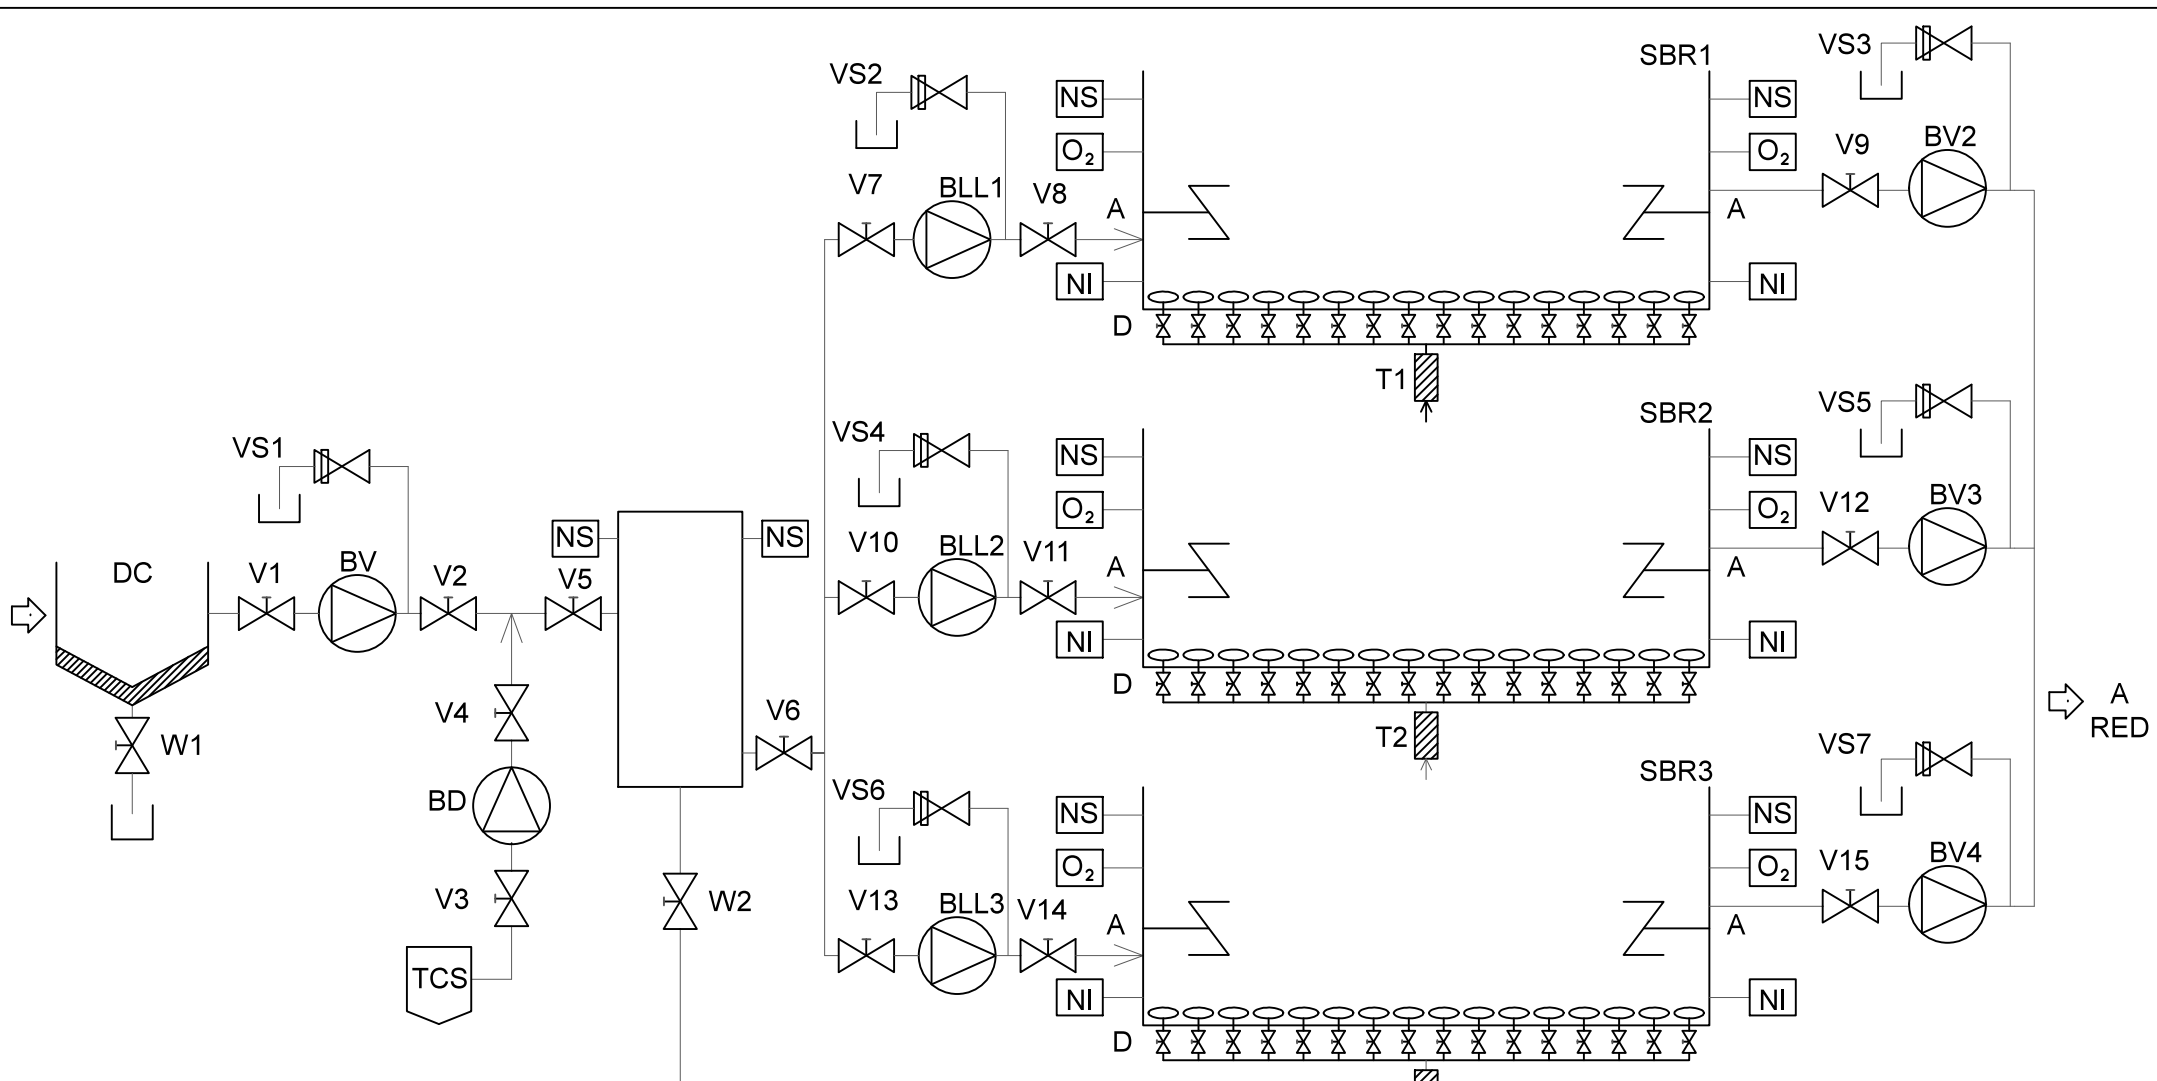 SBR1
VS3
VS2
NS
NS
BV2
V9
O2
O2
V7
BLL1
V8
A
A
NI
NI
D
T1
SBR2
VS5
VS4
VS1
NS
NS
BV3
V12
O2
O2
NS
NS
V10
BLL2
V11
A
A
DC
V1
BV
V2
V5
NI
NI
D
V4
V6
A
RED
W1
T2
VS7
SBR3
VS6
BD
NS
NS
BV4
V15
O2
O2
V3
W2
V13
BLL3
V14
A
A
TCS
NI
NI
D